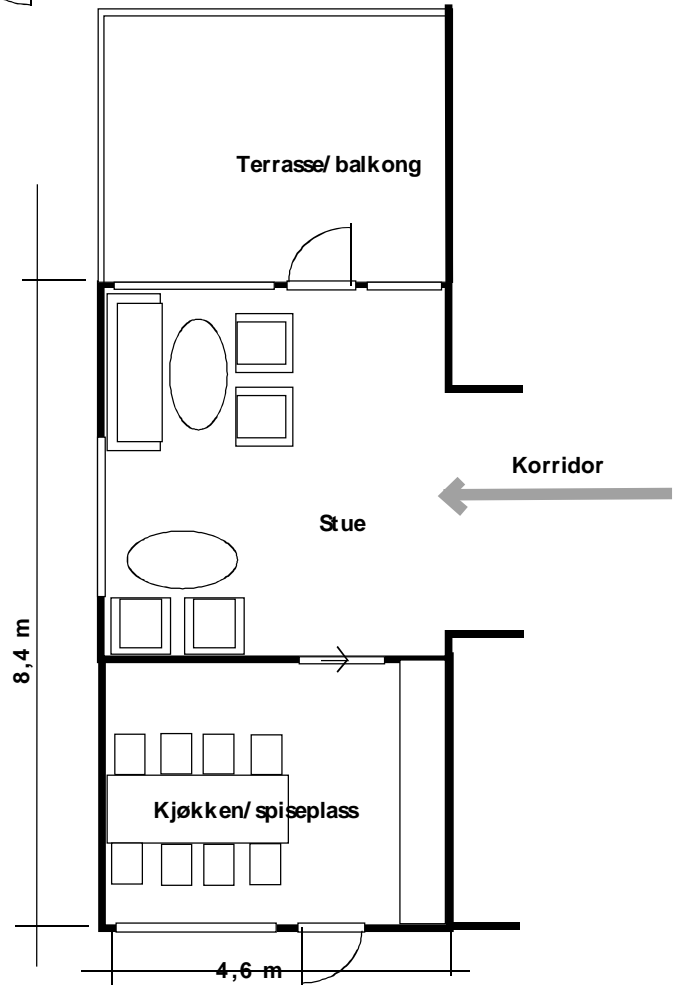 Terrasse/ balkong
Korridor
Stue
8,4 m
Kjøkken/ spiseplass
4,6 m